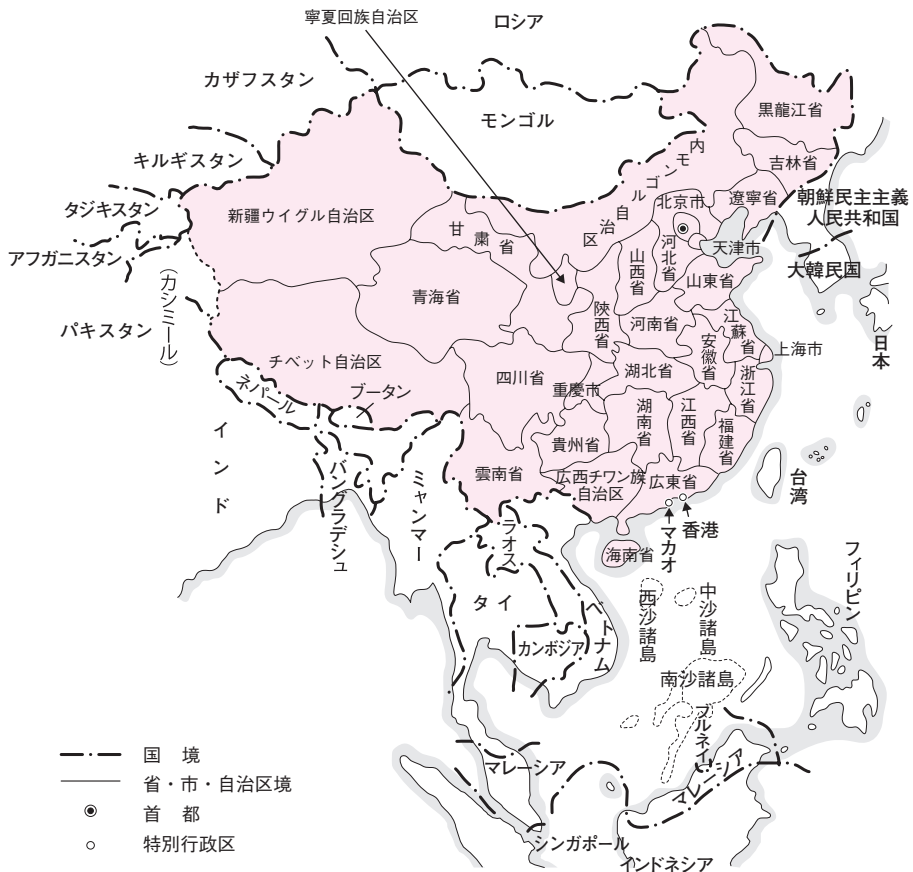 寧夏回族自治区
ロシア
カザフスタン
モンゴル
黒龍江省
キルギスタン
吉林省
内モンゴル自治区
タジキスタン
新疆ウイグル自治区
甘粛省
北京市
遼寧省
朝鮮民主主義
人民共和国
アフガニスタン
天津市
河北省
山西省
大韓民国
(カシミール)
青海省
山東省
陝西省
パキスタン
河南省
江蘇省
安徽省
上海市
日本
チベット自治区
四川省
重慶市
湖北省
浙江省
ネパール
ブータン
湖南省
江西省
福建省
インド
貴州省
雲南省
広西チワン族
自治区
広東省
台湾
バングラデシュ
ミャンマー
香港
マカオ
ラオス
海南省
フィリピン
タイ
ベトナム
西沙諸島
中沙諸島
カンボジア
南沙諸島
ブルネイ
マレーシア
マレーシア
シンガポール
インドネシア
国 境
省・市・自治区境
首 都
特別行政区